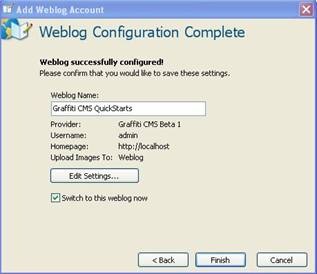 Add Weblog Account
Weblog Configuration Complete
Weblog successfully configured!
Please confirm that you would like to save these settings.
Weblog Name:
Graffiti CMS QuickStarts
Provider: Graffiti CMS Beta 1
Username: admin
Homepage: http://localhost
Upload Images To: Weblog
Edit Settings...
Switch to this weblog now
< Back Finish Cancel